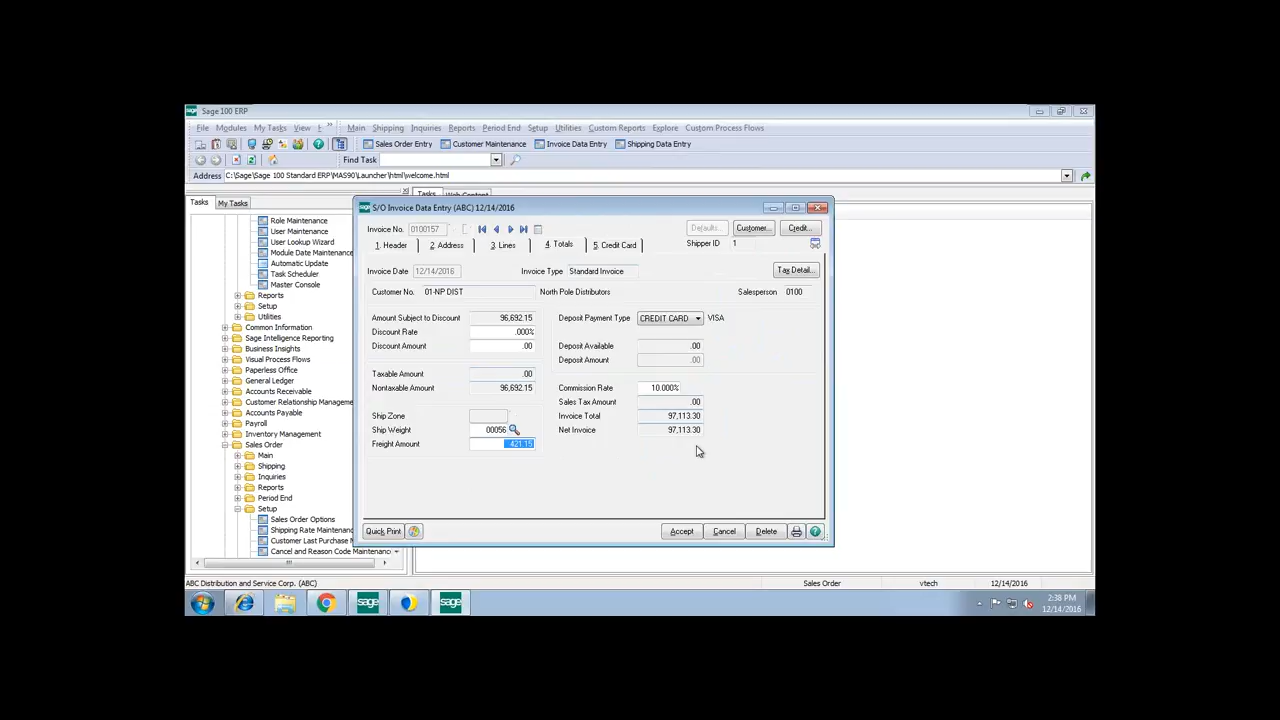 Sage 100 ERP
File Modules My Tasks View » Main Shipping Inquiries Reports Period End Setup Utilities Custom Reports Explore Custom Process Flows
Sales Order Entry Customer Maintenance Invoice Data Entry Shipping Data Entry
Find Task
Address C:\Sage\Sage 100 Standard ERP\MAS90\Launcher\html\welcome.html
Tasks My Tasks
Tasks Web Content
Role Maintenance
User Maintenance
User Lookup Wizard
Module Date Maintenanc
Automatic Update
Task Scheduler
Master Console
Reports
Setup
Utilities
Common Information
Sage Intelligence Reporting
Business Insights
Visual Process Flows
Paperless Office
General Ledger
Accounts Receivable
Customer Relationship Manageme
Accounts Payable
Payroll
Inventory Management
Sales Order
Main
Shipping
Inquiries
Reports
Period End
Setup
Sales Order Options
Shipping Rate Maintenanc
Customer Last Purchase M
Cancel and Reason Code Maintenanc
S/O Invoice Data Entry (ABC) 12/14/2016
Invoice No. 0100157 Defaults... Customer... Credit...
1. Header 2. Address 3. Lines 4. Totals 5. Credit Card Shipper ID 1
Invoice Date 12/14/2016 Invoice Type Standard Invoice Tax Detail...
Customer No. 01-NP DIST North Pole Distributors Salesperson 0100
Amount Subject to Discount 96,692.15 Deposit Payment Type CREDIT CARD VISA
Discount Rate .000%
Discount Amount .00 Deposit Available .00
Deposit Amount .00
Taxable Amount .00
Nontaxable Amount 96,692.15 Commission Rate 10.000%
Sales Tax Amount .00
Ship Zone Invoice Total 97,113.30
Ship Weight 00056 Net Invoice 97,113.30
Freight Amount 421.15
Quick Print Accept Cancel Delete
ABC Distribution and Service Corp. (ABC) Sales Order vtech 12/14/2016
sage sage
2:38 PM
12/14/2016